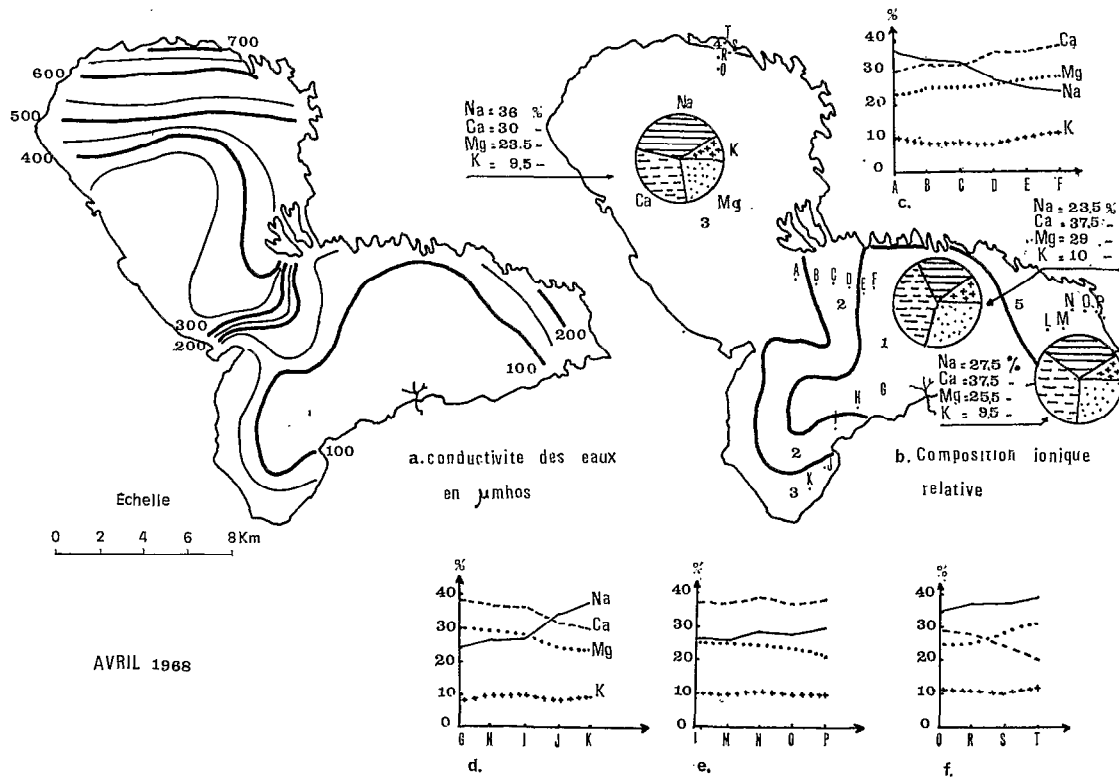 700
600
500
400
300
200
200
100
100
Échelle
0 2 4 6 8 Km
a. conductivite des eaux
en µmhos
AVRIL 1968
T
S
4
R
Q
Na = 36 %
Ca = 30 -
Mg = 23.5 -
K = 9,5 -
Na
K
Ca
Mg
3
A B C D E F
2
1
5
N O P
L M
H G
I
2
J
K
3
Na = 23,5 %
Ca = 37,5 -
Mg = 29 -
K = 10 -
Na = 27,5 %
Ca = 37,5 -
Mg = 25,5 -
K = 9,5 -
b. Composition ionique
relative
%
40
30
20
10
0
Ca
Mg
Na
K
A B C D E F
c.
%
40
30
20
10
0
Na
Ca
Mg
K
G H I J K
d.
%
40
30
20
10
0
L M N O P
e.
%
40
30
20
10
0
Q R S T
f.